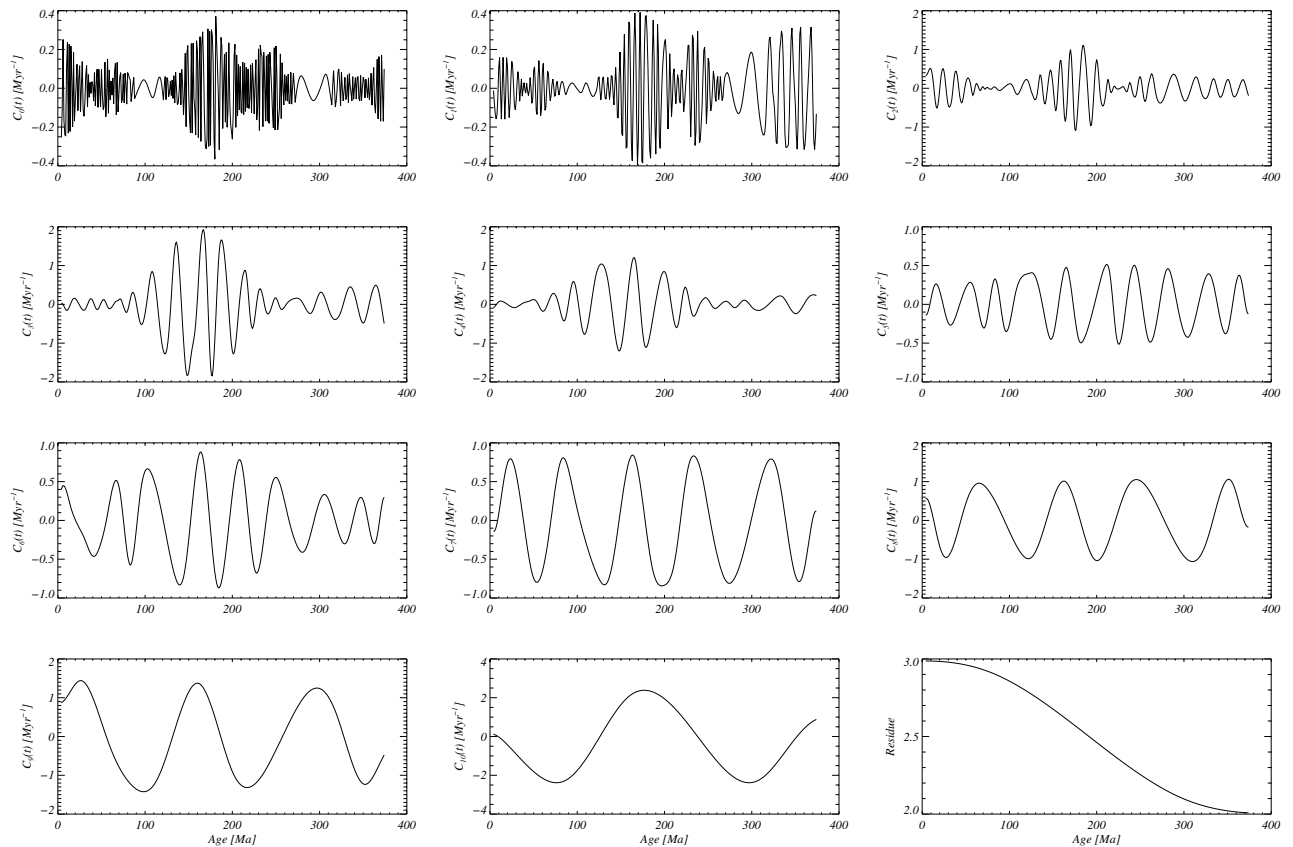 0.4
0.2
0.0
−0.2
−0.4
C₀(t) [Myr⁻¹]
0 100 200 300 400
0.4
0.2
0.0
−0.2
−0.4
C₁(t) [Myr⁻¹]
0 100 200 300 400
2
1
0
−1
−2
C₂(t) [Myr⁻¹]
0 100 200 300 400
2
1
0
−1
−2
C₃(t) [Myr⁻¹]
0 100 200 300 400
2
1
0
−1
−2
C₄(t) [Myr⁻¹]
0 100 200 300 400
1.0
0.5
0.0
−0.5
−1.0
C₅(t) [Myr⁻¹]
0 100 200 300 400
1.0
0.5
0.0
−0.5
−1.0
C₆(t) [Myr⁻¹]
0 100 200 300 400
1.0
0.5
0.0
−0.5
−1.0
C₇(t) [Myr⁻¹]
0 100 200 300 400
2
1
0
−1
−2
C₈(t) [Myr⁻¹]
0 100 200 300 400
2
1
0
−1
−2
C₉(t) [Myr⁻¹]
0 100 200 300 400
Age [Ma]
4
2
0
−2
−4
C₁₀(t) [Myr⁻¹]
0 100 200 300 400
Age [Ma]
3.0
2.5
2.0
Residue
0 100 200 300 400
Age [Ma]